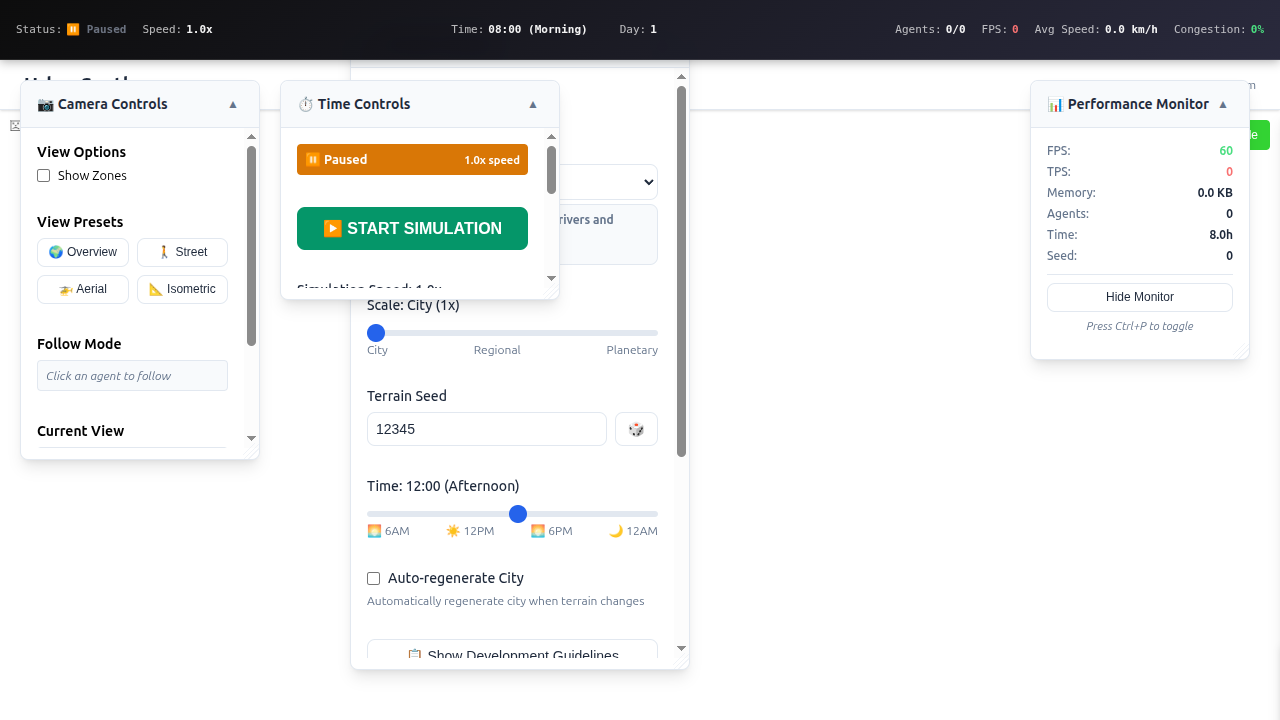 Status: ⏸️ Paused Speed: 1.0x Time: 08:00 (Morning) Day: 1 Agents: 0/0 FPS: 0 Avg Speed: 0.0 km/h Congestion: 0%
📷 Camera Controls ▲
View Options
Show Zones
View Presets
🌍 Overview 🚶 Street
🚁 Aerial 📐 Isometric
Follow Mode
Click an agent to follow
Current View
⏱️ Time Controls ▲
⏸️ Paused 1.0x speed
▶️ START SIMULATION
Simulation Speed: 1.0x
rivers and
Scale: City (1x)
City Regional Planetary
Terrain Seed
12345 🎲
Time: 12:00 (Afternoon)
🌅 6AM ☀️ 12PM 🌅 6PM 🌙 12AM
Auto-regenerate City
Automatically regenerate city when terrain changes
📋 Show Development Guidelines
📊 Performance Monitor ▲
FPS: 60
TPS: 0
Memory: 0.0 KB
Agents: 0
Time: 8.0h
Seed: 0
Hide Monitor
Press Ctrl+P to toggle